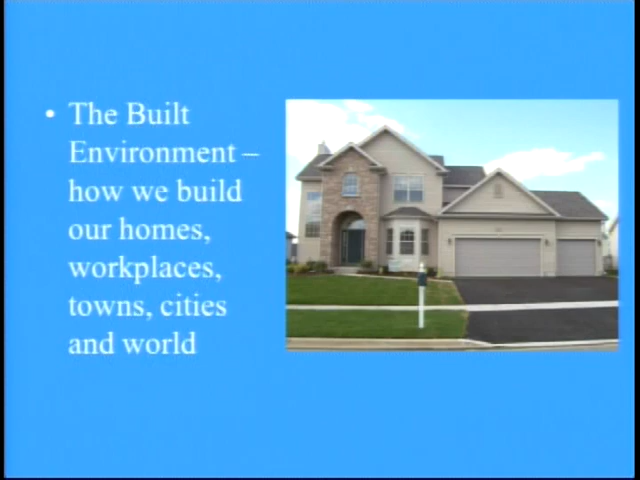 • The Built
Environment –
how we build
our homes,
workplaces,
towns, cities
and world